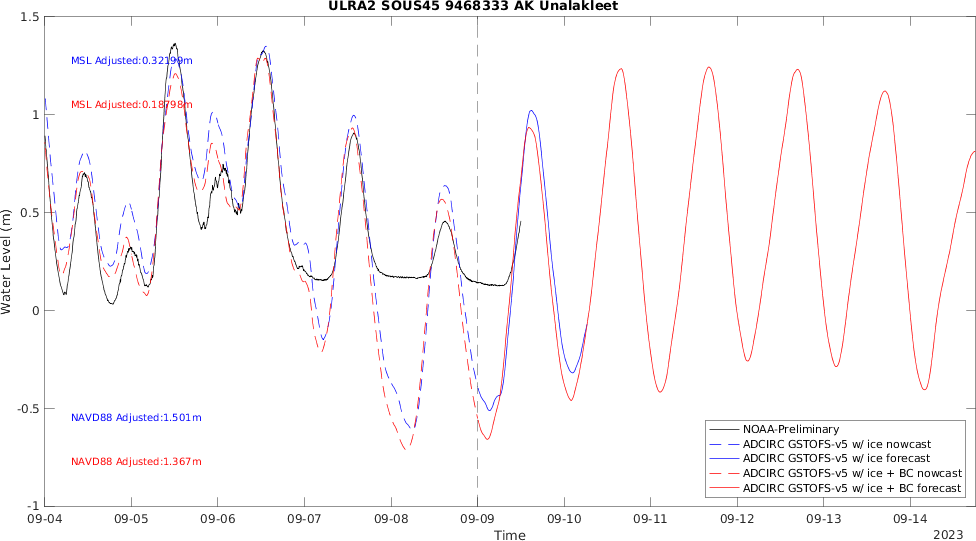 ULRA2 SOUS45 9468333 AK Unalakleet
1.5
1
0.5
0
-0.5
-1
Water Level (m)
MSL Adjusted:0.32199m
MSL Adjusted:0.18798m
NAVD88 Adjusted:1.501m
NAVD88 Adjusted:1.367m
NOAA-Preliminary
ADCIRC GSTOFS-v5 w/ ice nowcast
ADCIRC GSTOFS-v5 w/ ice forecast
ADCIRC GSTOFS-v5 w/ ice + BC nowcast
ADCIRC GSTOFS-v5 w/ ice + BC forecast
09-04 09-05 09-06 09-07 09-08 09-09 09-10 09-11 09-12 09-13 09-14
Time
2023